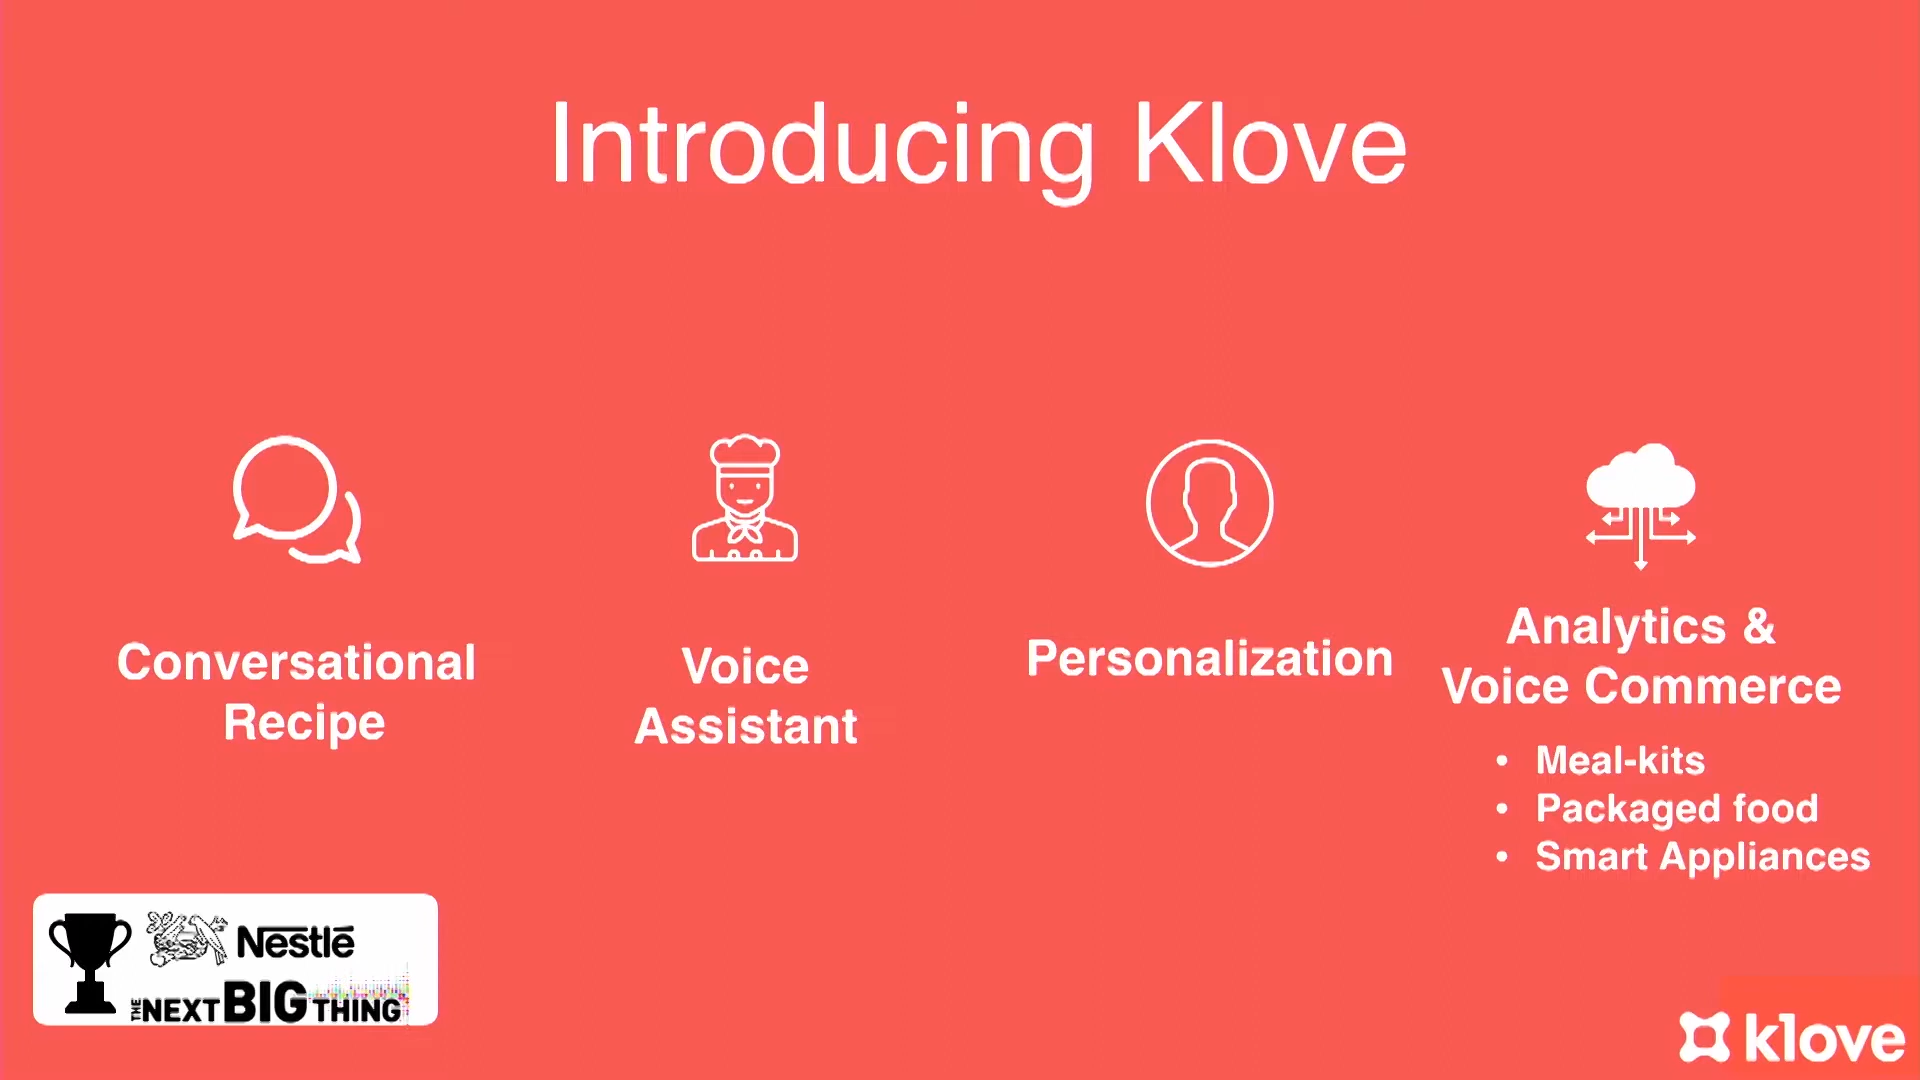 Introducing Klove
Conversational
Recipe
Voice
Assistant
Personalization
Analytics &
Voice Commerce
• Meal-kits
• Packaged food
• Smart Appliances
Nestlé
THE NEXT BIG THING
klove